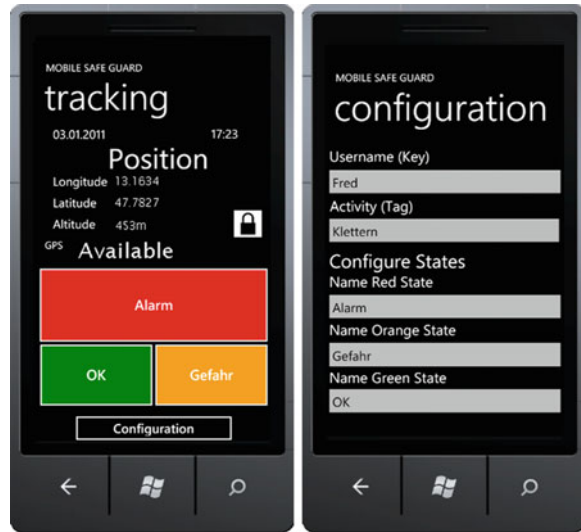 MOBILE SAFE GUARD
tracking
03.01.2011 17:23
Position
Longitude 13.1634
Latitude 47.7827
Altitude 453m
GPS Available
Alarm
OK Gefahr
Configuration
MOBILE SAFE GUARD
configuration
Username (Key)
Fred
Activity (Tag)
Klettern
Configure States
Name Red State
Alarm
Name Orange State
Gefahr
Name Green State
OK